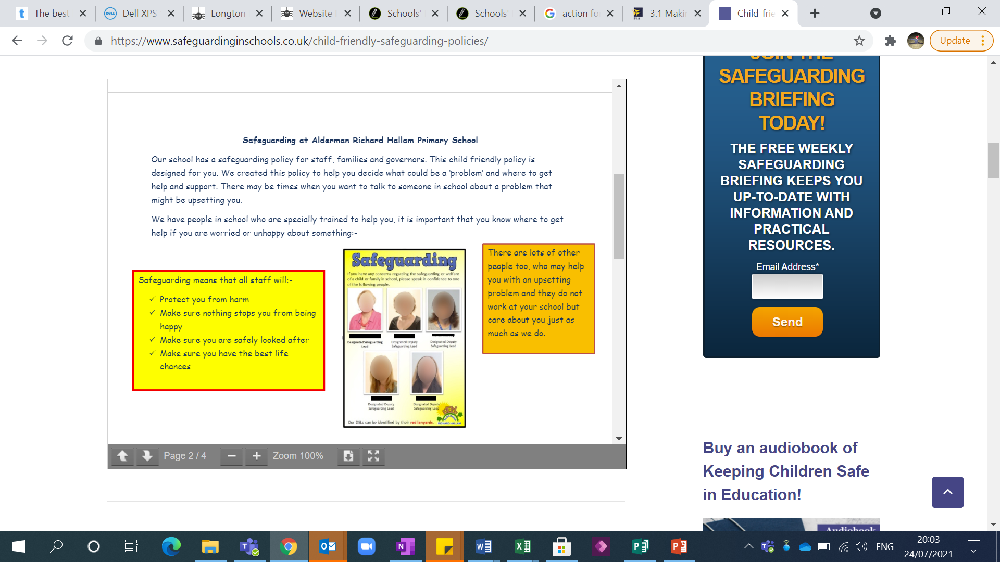 The best
Dell XPS
Longton
Website
Schools'
Schools'
action fo
3.1 Maki
Child-frie
https://www.safeguardinginschools.co.uk/child-friendly-safeguarding-policies/
Update
Safeguarding at Alderman Richard Hallam Primary School
Our school has a safeguarding policy for staff, families and governors. This child friendly policy is
designed for you. We created this policy to help you decide what could be a ‘problem’ and where to get
help and support. There may be times when you want to talk to someone in school about a problem that
might be upsetting you.
We have people in school who are specially trained to help you, it is important that you know where to get
help if you are worried or unhappy about something:-
Safeguarding means that all staff will:-
✓ Protect you from harm
✓ Make sure nothing stops you from being
happy
✓ Make sure you are safely looked after
✓ Make sure you have the best life
chances
Safeguarding
If you have any concerns regarding the safeguarding or welfare
of a child or family in school, please speak in confidence to one
of the following people.
Designated Safeguarding
Lead
Designated Deputy
Safeguarding Lead
Designated Deputy
Safeguarding Lead
Designated Deputy
Safeguarding Lead
Designated Deputy
Safeguarding Lead
Our DSLs can be identified by their red lanyards.
ALDERMAN
RICHARD HALLAM
There are lots of other
people too, who may help
you with an upsetting
problem and they do not
work at your school but
care about you just as
much as we do.
Page 2 / 4
Zoom 100%
JOIN THE
SAFEGUARDING
BRIEFING
TODAY!
THE FREE WEEKLY
SAFEGUARDING
BRIEFING KEEPS YOU
UP-TO-DATE WITH
INFORMATION AND
PRACTICAL
RESOURCES.
Email Address*
Send
Buy an audiobook of
Keeping Children Safe
in Education!
Audiobook
ENG
20:03
24/07/2021